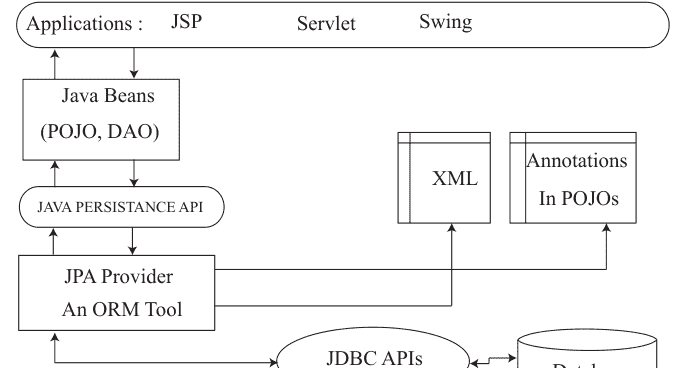 Applications : JSP Servlet Swing
Java Beans
(POJO, DAO)
XML
Annotations
In POJOs
JAVA PERSISTANCE API
JPA Provider
An ORM Tool
JDBC APIs